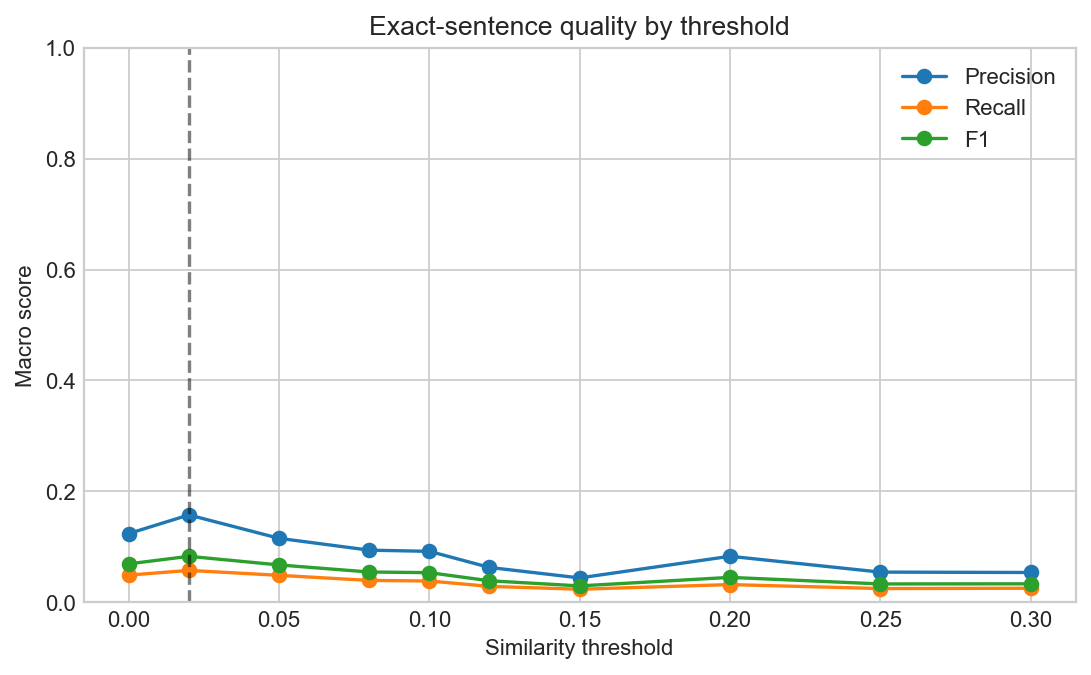 Exact-sentence quality by threshold
1.0
0.8
0.6
0.4
0.2
0.0
Macro score
Precision
Recall
F1
0.00 0.05 0.10 0.15 0.20 0.25 0.30
Similarity threshold